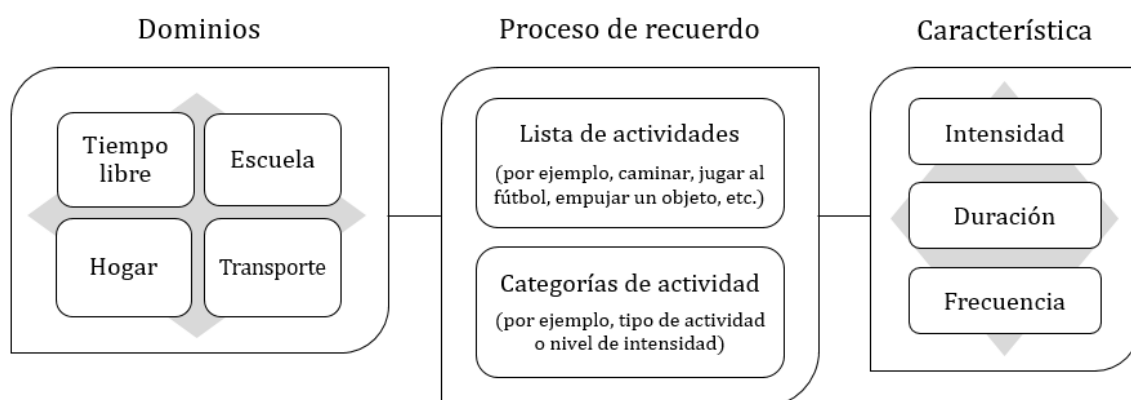 Dominios
Proceso de recuerdo
Característica
Tiempo
libre
Escuela
Hogar
Transporte
Lista de actividades
(por ejemplo, caminar, jugar al
fútbol, empujar un objeto, etc.)
Categorías de actividad
(por ejemplo, tipo de actividad
o nivel de intensidad)
Intensidad
Duración
Frecuencia